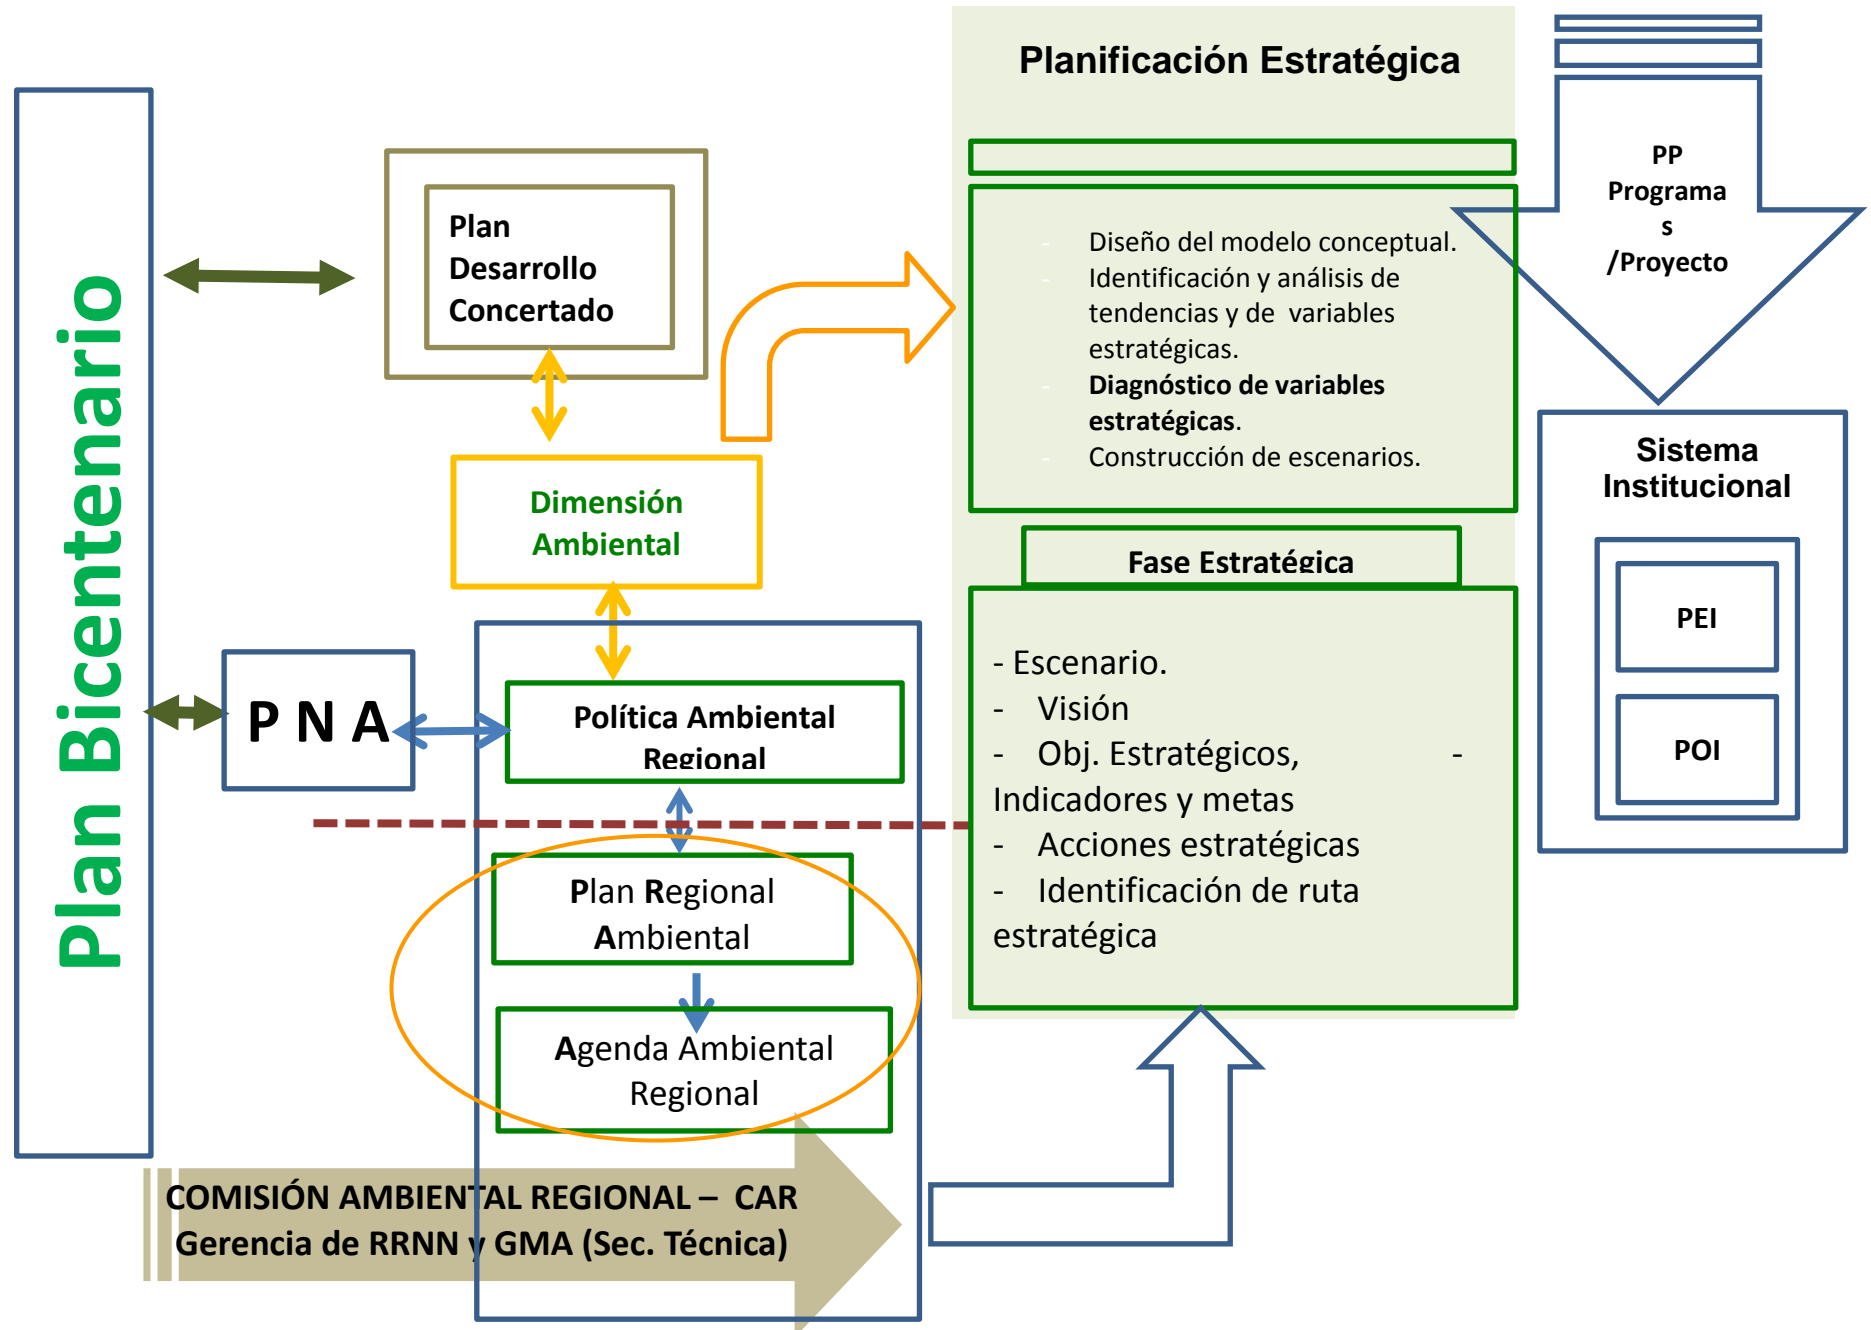 Plan Bicentenario
Plan
Desarrollo
Concertado
Dimensión
Ambiental
P N A
Política Ambiental
Regional
Plan Regional
Ambiental
Agenda Ambiental
Regional
COMISIÓN AMBIENTAL REGIONAL – CAR
Gerencia de RRNN y GMA (Sec. Técnica)
Planificación Estratégica
- Diseño del modelo conceptual.
- Identificación y análisis de
tendencias y de variables
estratégicas.
- Diagnóstico de variables
estratégicas.
- Construcción de escenarios.
Fase Estratégica
- Escenario.
- Visión
- Obj. Estratégicos, -
Indicadores y metas
- Acciones estratégicas
- Identificación de ruta
estratégica
PP
Programa
s
/Proyecto
Sistema
Institucional
PEI
POI